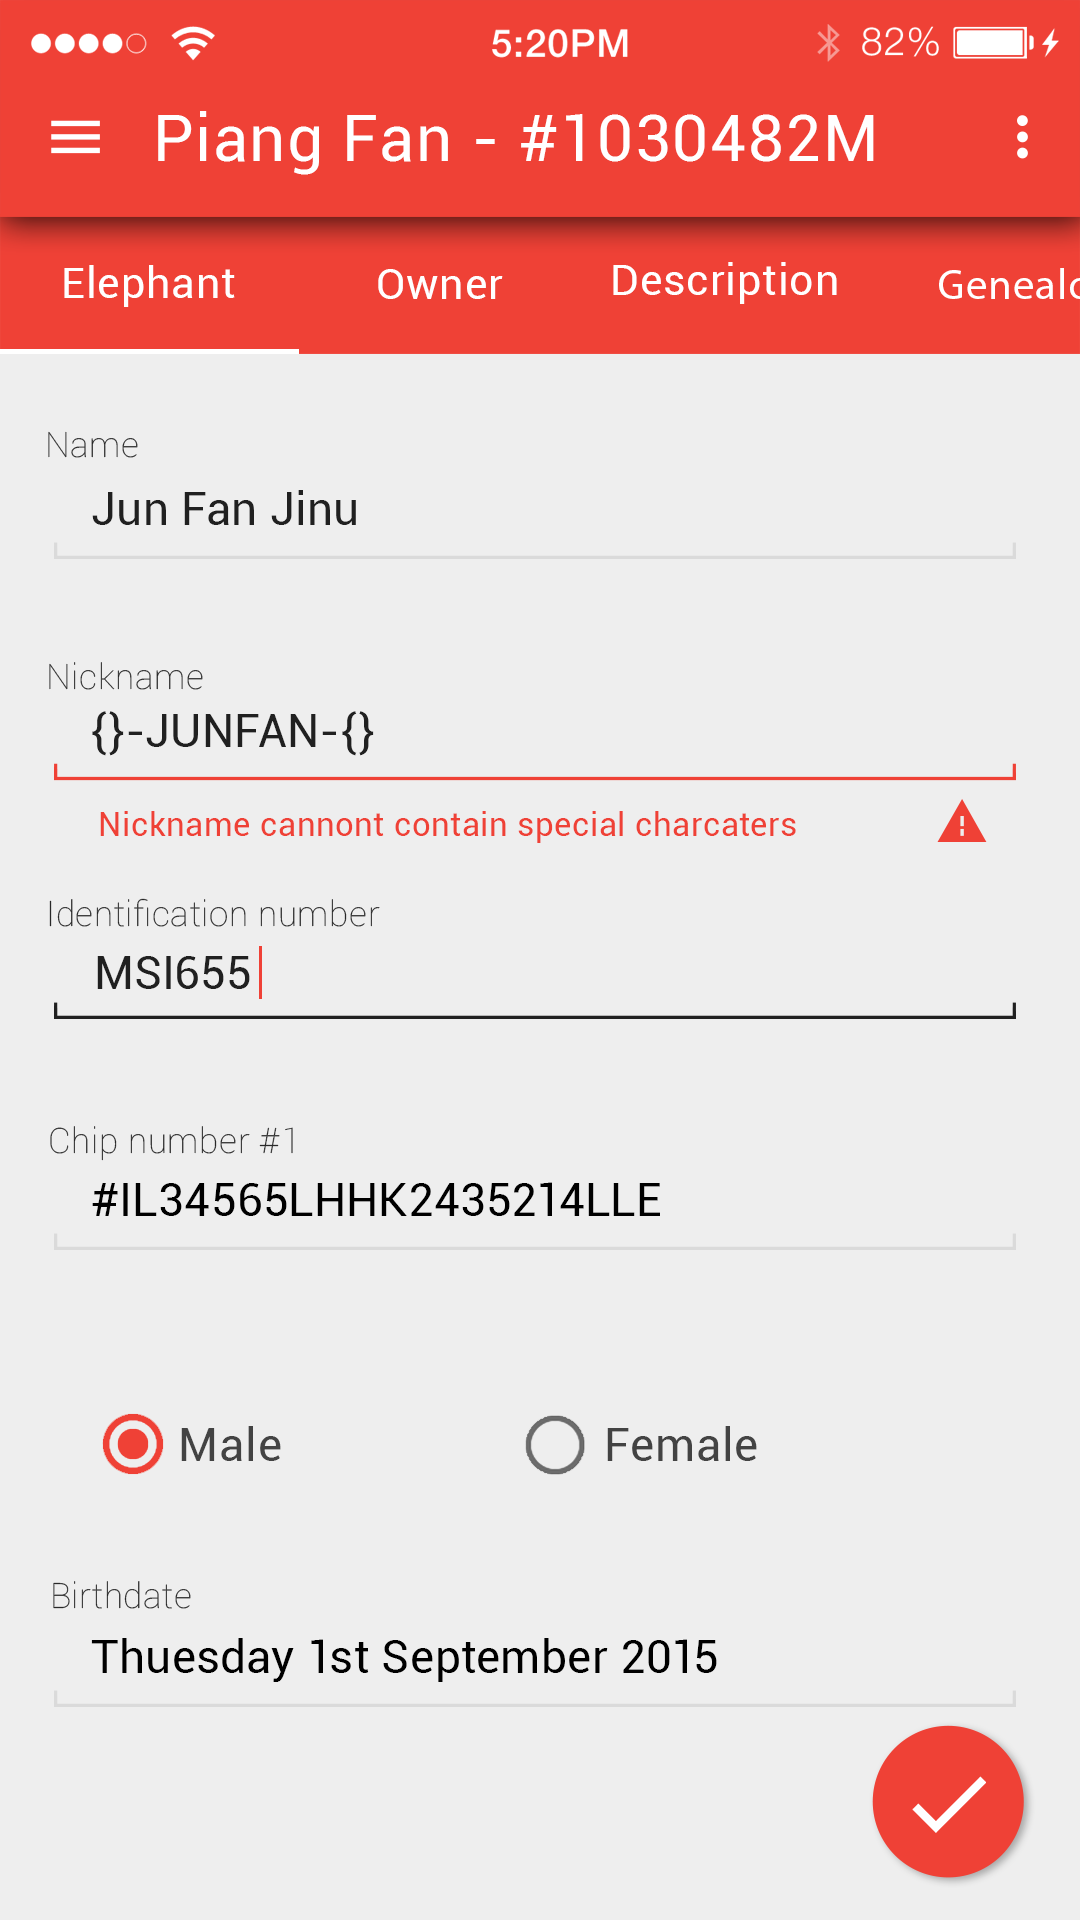 5:20PM
82%
Piang Fan - #1030482M
Elephant
Owner
Description
Genealo
Name
Jun Fan Jinu
Nickname
{}-JUNFAN-{}
Nickname cannont contain special charcaters
Identification number
MSI655
Chip number #1
#IL34565LHHK2435214LLE
Male
Female
Birthdate
Thuesday 1st September 2015